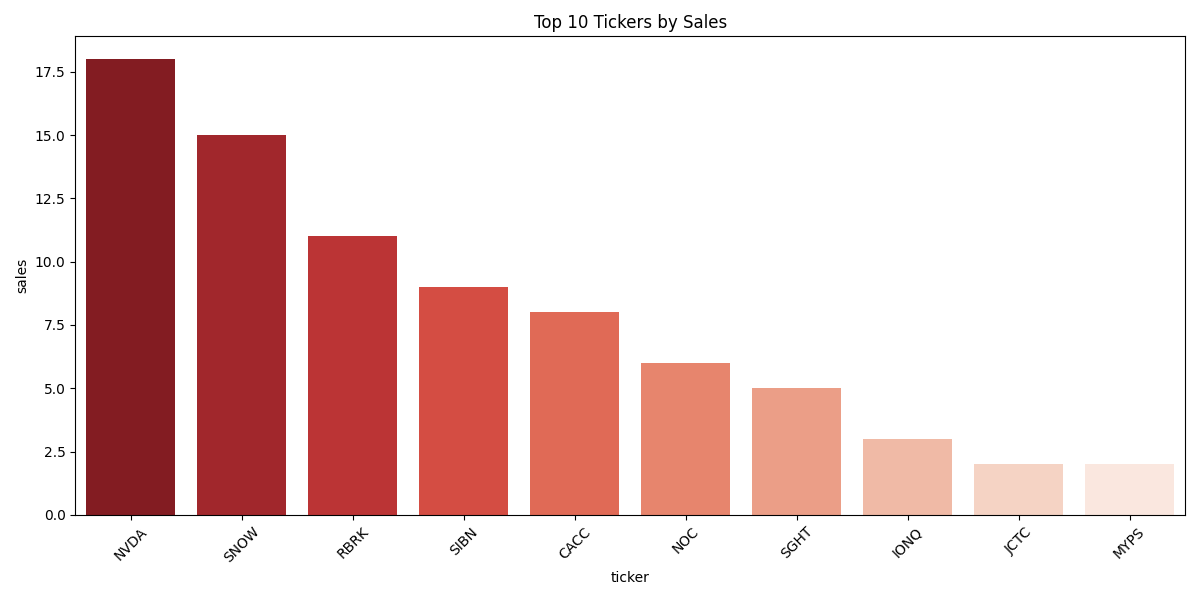 Top 10 Tickers by Sales
sales
17.5
15.0
12.5
10.0
7.5
5.0
2.5
0.0
NVDA
SNOW
RBRK
SIBN
CACC
NOC
SGHT
IONQ
JCTC
MYPS
ticker